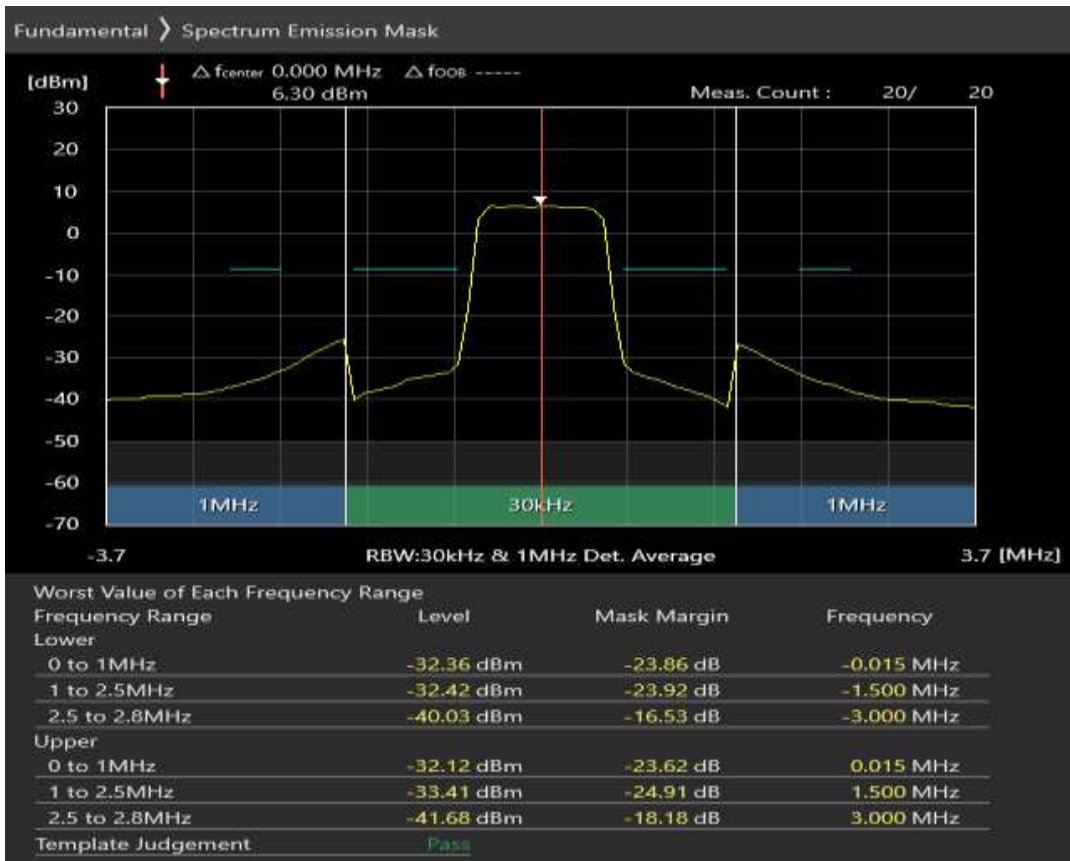 Fundamental 〉 Spectrum Emission Mask
[dBm] △ fcenter 0.000 MHz △ fOOB -----
6.30 dBm Meas. Count : 20/ 20
30
20
10
0
-10
-20
-30
-40
-50
-60
1MHz 30kHz 1MHz
-70
-3.7 RBW:30kHz & 1MHz Det. Average 3.7 [MHz]
Worst Value of Each Frequency Range
Frequency Range Level Mask Margin Frequency
Lower
0 to 1MHz -32.36 dBm -23.86 dB -0.015 MHz
1 to 2.5MHz -32.42 dBm -23.92 dB -1.500 MHz
2.5 to 2.8MHz -40.03 dBm -16.53 dB -3.000 MHz
Upper
0 to 1MHz -32.12 dBm -23.62 dB 0.015 MHz
1 to 2.5MHz -33.41 dBm -24.91 dB 1.500 MHz
2.5 to 2.8MHz -41.68 dBm -18.18 dB 3.000 MHz
Template Judgement Pass